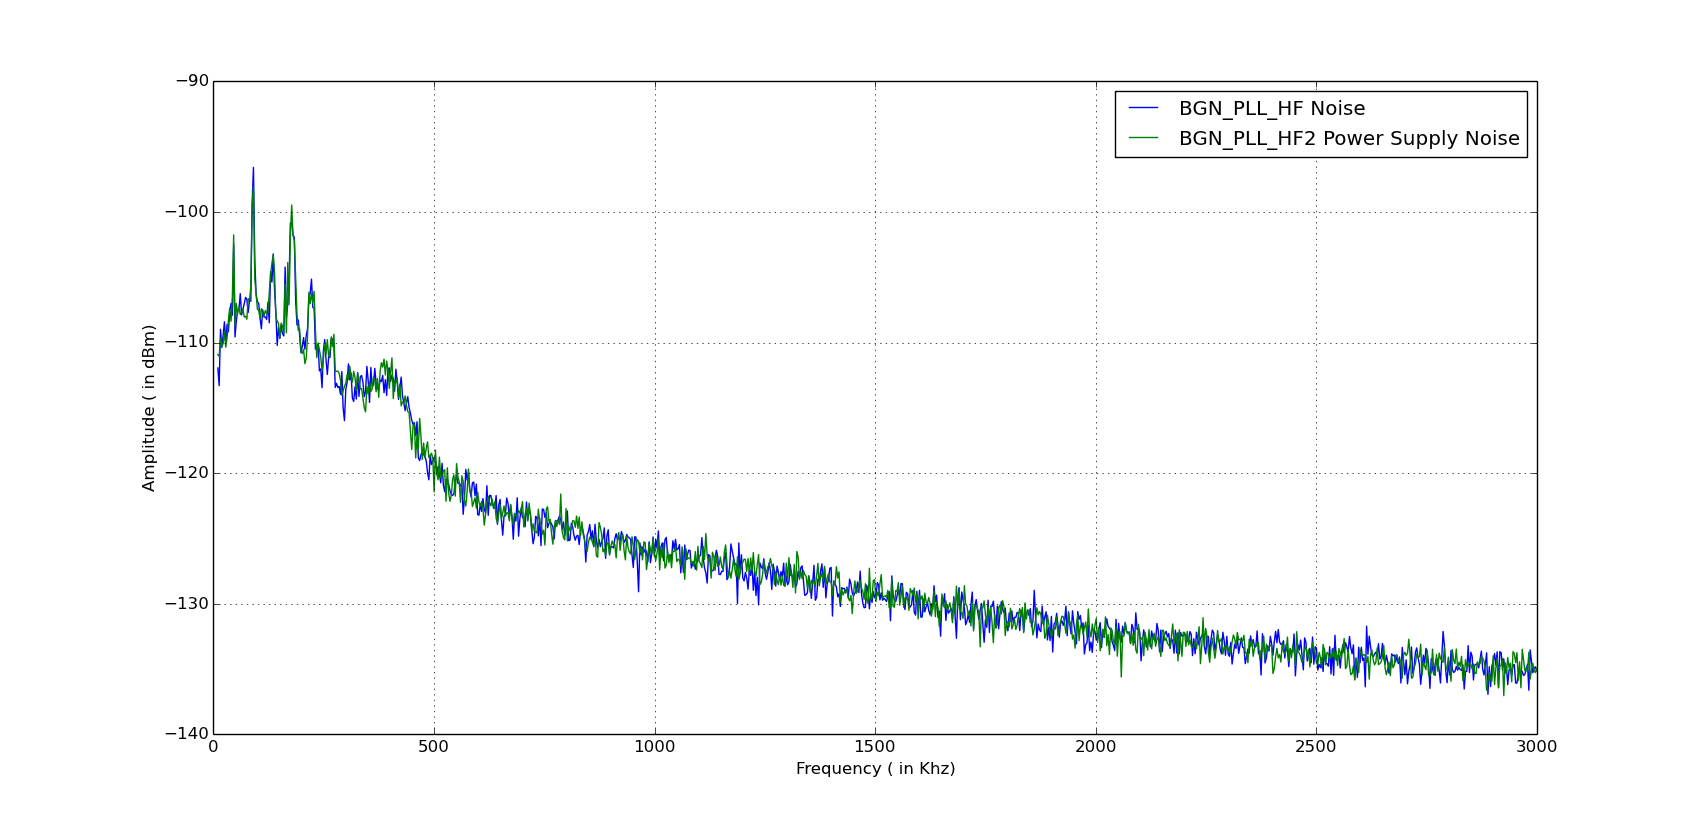 −90
BGN_PLL_HF Noise
BGN_PLL_HF2 Power Supply Noise
−100
−110
−120
−130
−140
Amplitude ( in dBm)
0 500 1000 1500 2000 2500 3000
Frequency ( in Khz)